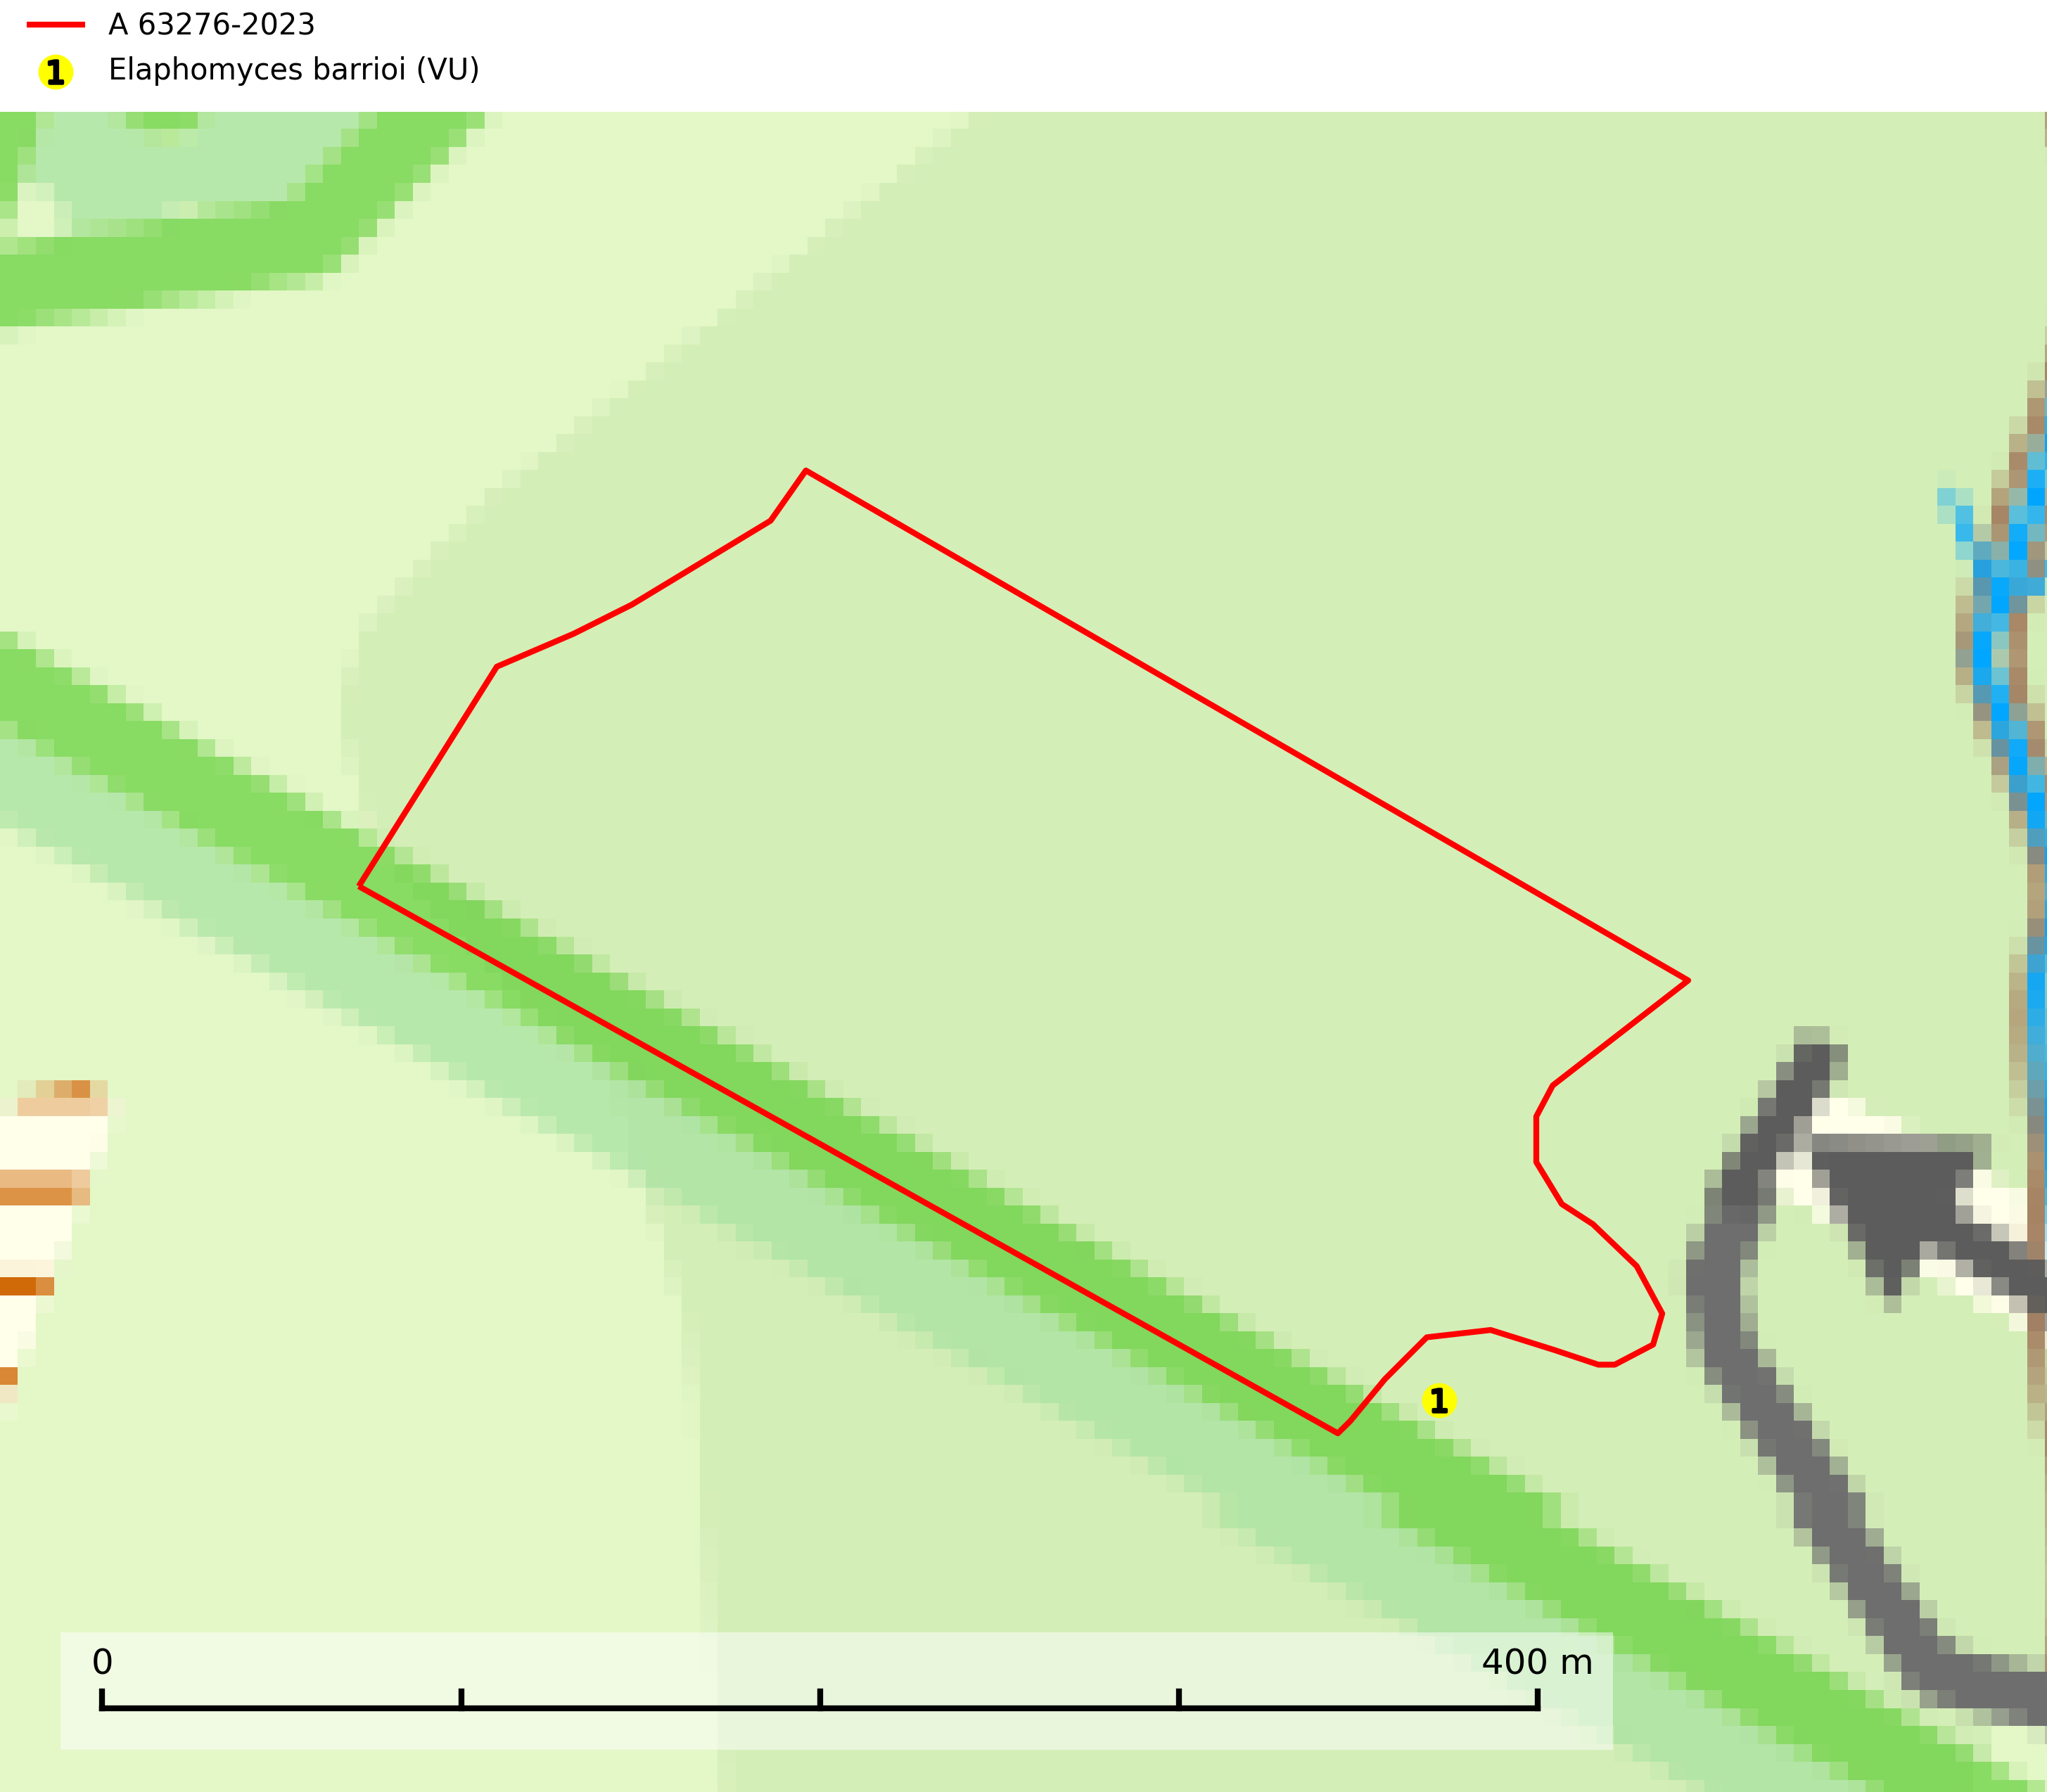 A 63276-2023
1 Elaphomyces barrioi (VU)
1
0 400 m